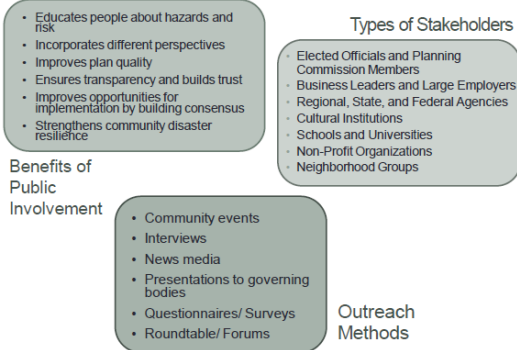 • Educates people about hazards and
risk
• Incorporates different perspectives
• Improves plan quality
• Ensures transparency and builds trust
• Improves opportunities for
implementation by building consensus
• Strengthens community disaster
resilience
Benefits of
Public
Involvement
Types of Stakeholders
• Elected Officials and Planning
Commission Members
• Business Leaders and Large Employers
• Regional, State, and Federal Agencies
• Cultural Institutions
• Schools and Universities
• Non-Profit Organizations
• Neighborhood Groups
• Community events
• Interviews
• News media
• Presentations to governing
bodies
• Questionnaires/ Surveys
• Roundtable/ Forums
Outreach
Methods